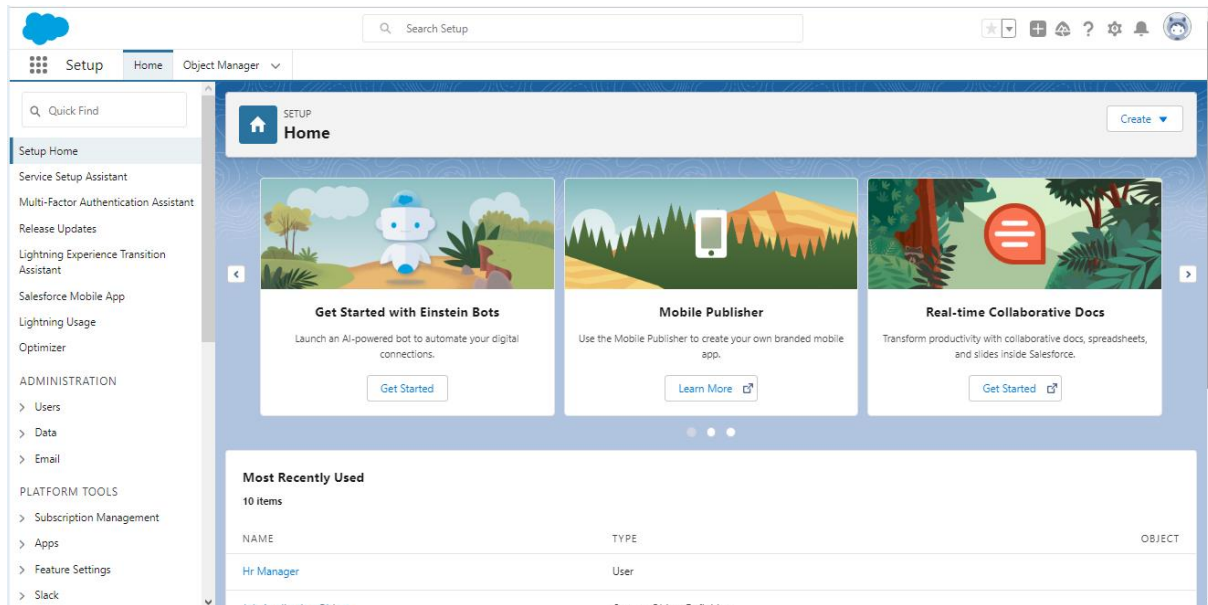 Search Setup
Setup
Home
Object Manager
Quick Find
Setup Home
Service Setup Assistant
Multi-Factor Authentication Assistant
Release Updates
Lightning Experience Transition
Assistant
Salesforce Mobile App
Lightning Usage
Optimizer
ADMINISTRATION
Users
Data
Email
PLATFORM TOOLS
Subscription Management
Apps
Feature Settings
Slack
SETUP
Home
Create
Get Started with Einstein Bots
Launch an AI-powered bot to automate your digital
connections.
Get Started
Mobile Publisher
Use the Mobile Publisher to create your own branded mobile
app.
Learn More
Real-time Collaborative Docs
Transform productivity with collaborative docs, spreadsheets,
and slides inside Salesforce.
Get Started
Most Recently Used
10 items
NAME TYPE OBJECT
Hr Manager User